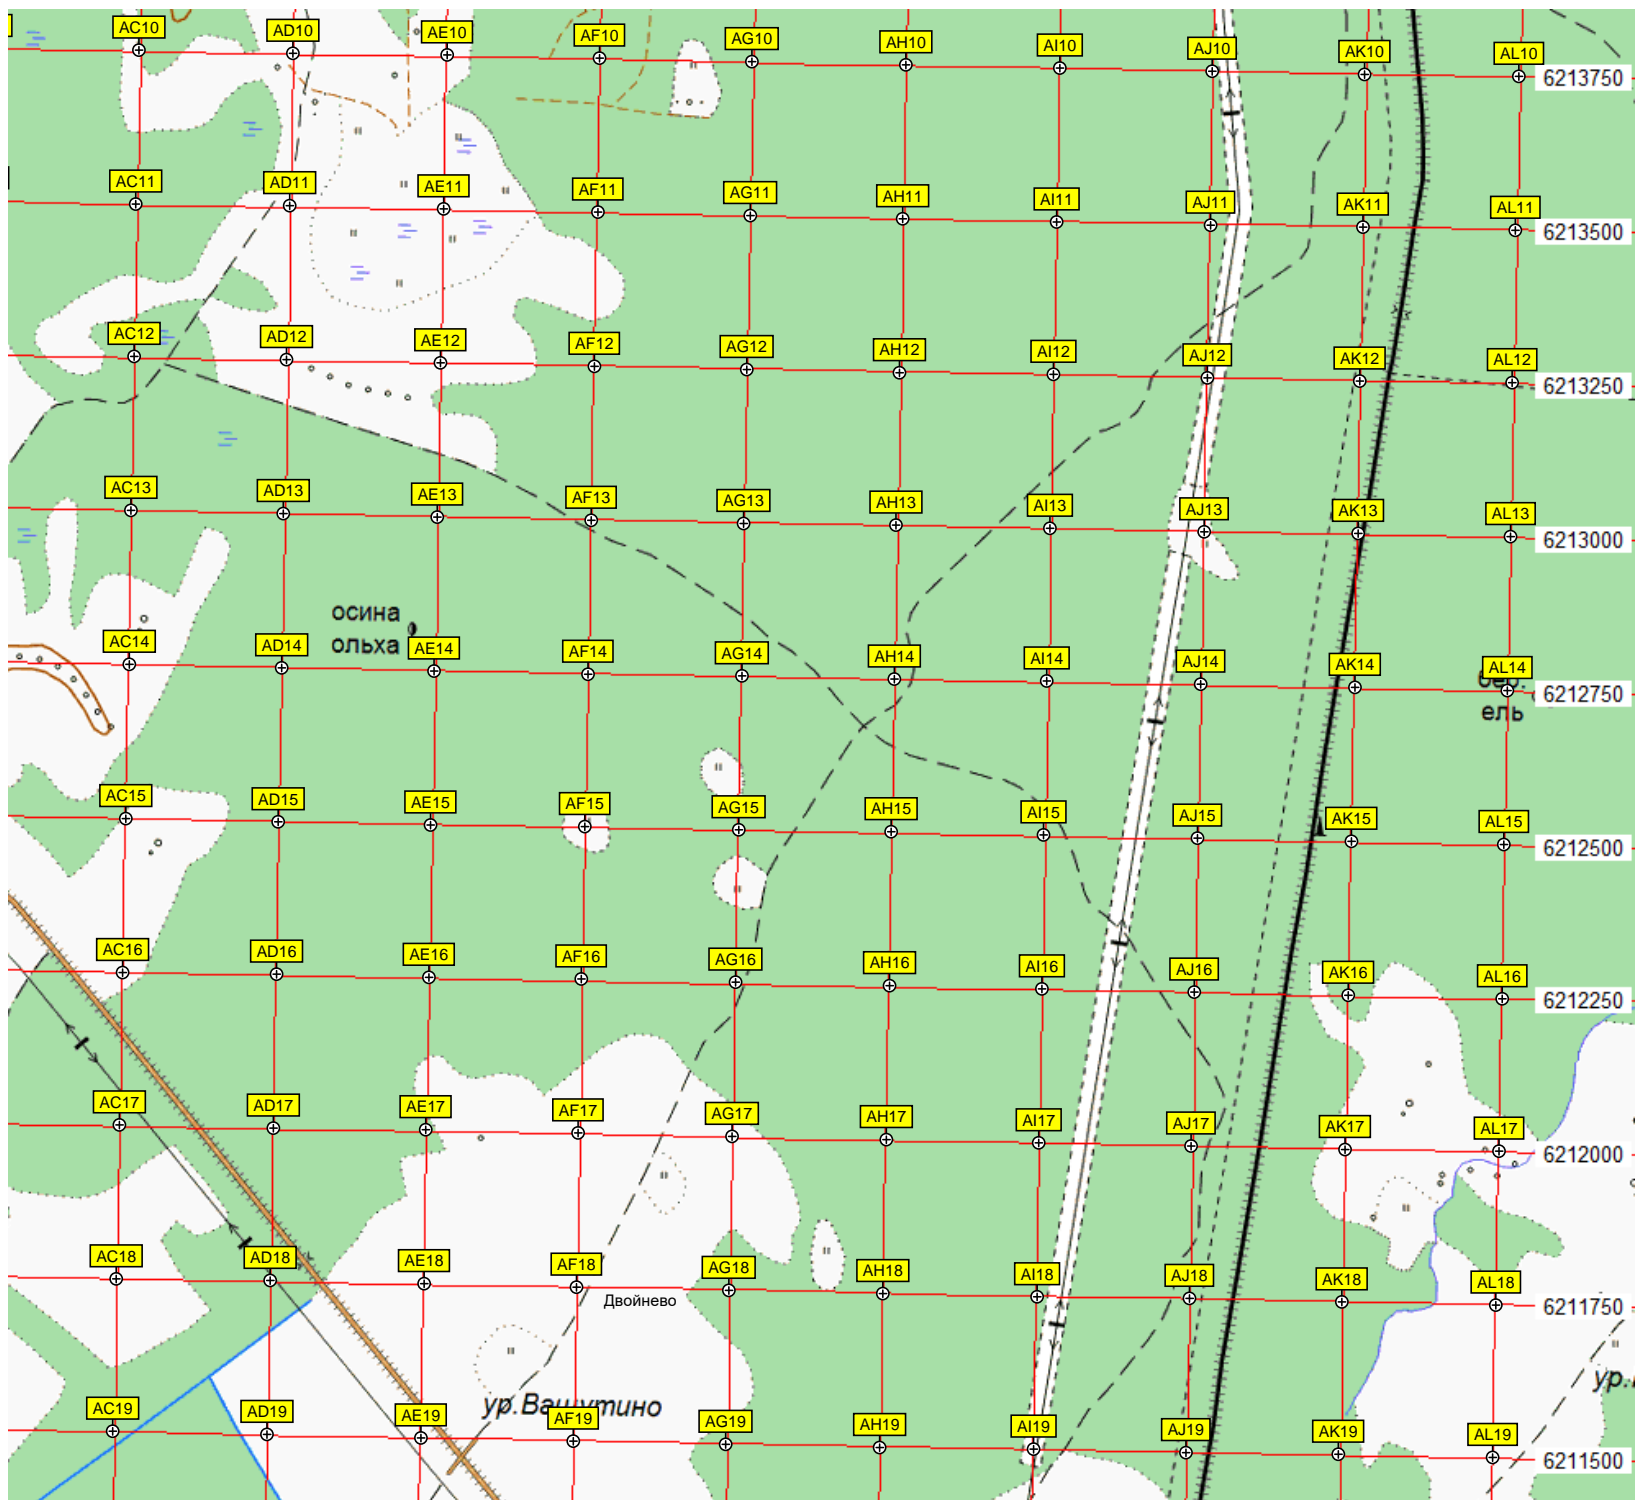 AC10 AD10 AE10 AF10 AG10 AH10 AI10 AJ10 AK10 AL10
6213750
AC11 AD11 AE11 AF11 AG11 AH11 AI11 AJ11 AK11 AL11
6213500
AC12 AD12 AE12 AF12 AG12 AH12 AI12 AJ12 AK12 AL12
6213250
AC13 AD13 AE13 AF13 AG13 AH13 AI13 AJ13 AK13 AL13
6213000
осина
ольха
AC14 AD14 AE14 AF14 AG14 AH14 AI14 AJ14 AK14 AL14
6212750
ель
AC15 AD15 AE15 AF15 AG15 AH15 AI15 AJ15 AK15 AL15
6212500
AC16 AD16 AE16 AF16 AG16 AH16 AI16 AJ16 AK16 AL16
6212250
AC17 AD17 AE17 AF17 AG17 AH17 AI17 AJ17 AK17 AL17
6212000
AC18 AD18 AE18 AF18 AG18 AH18 AI18 AJ18 AK18 AL18
Двойнево
6211750
ур.
ур.Вашутино
AC19 AD19 AE19 AF19 AG19 AH19 AI19 AJ19 AK19 AL19
6211500